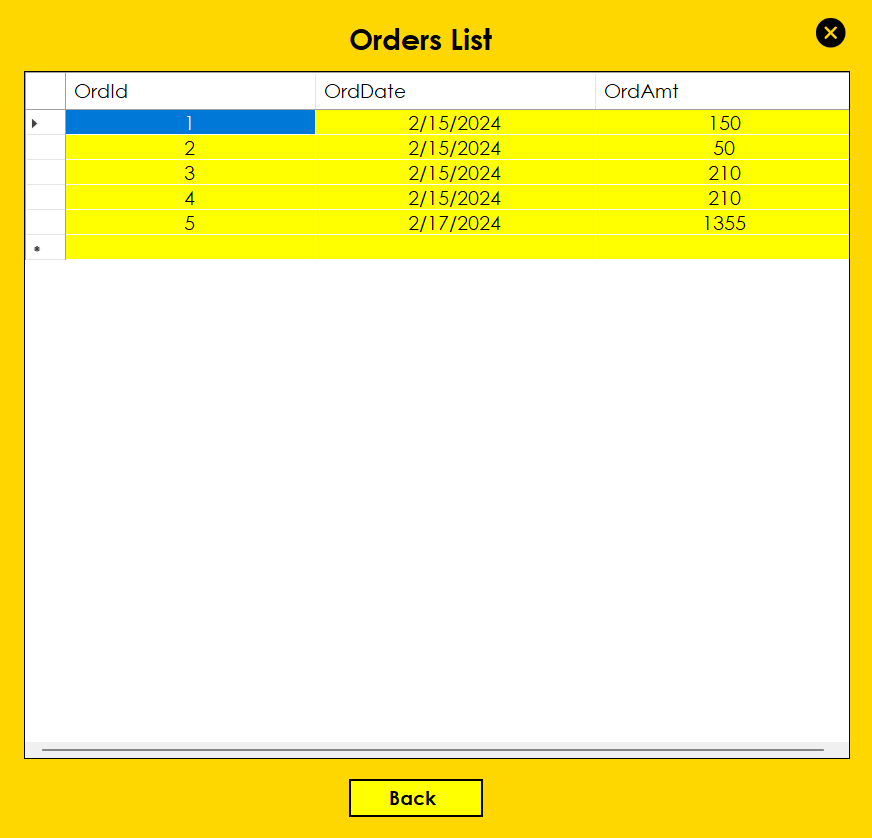 Orders List
OrdId OrdDate OrdAmt
1 2/15/2024 150
2 2/15/2024 50
3 2/15/2024 210
4 2/15/2024 210
5 2/17/2024 1355
Back